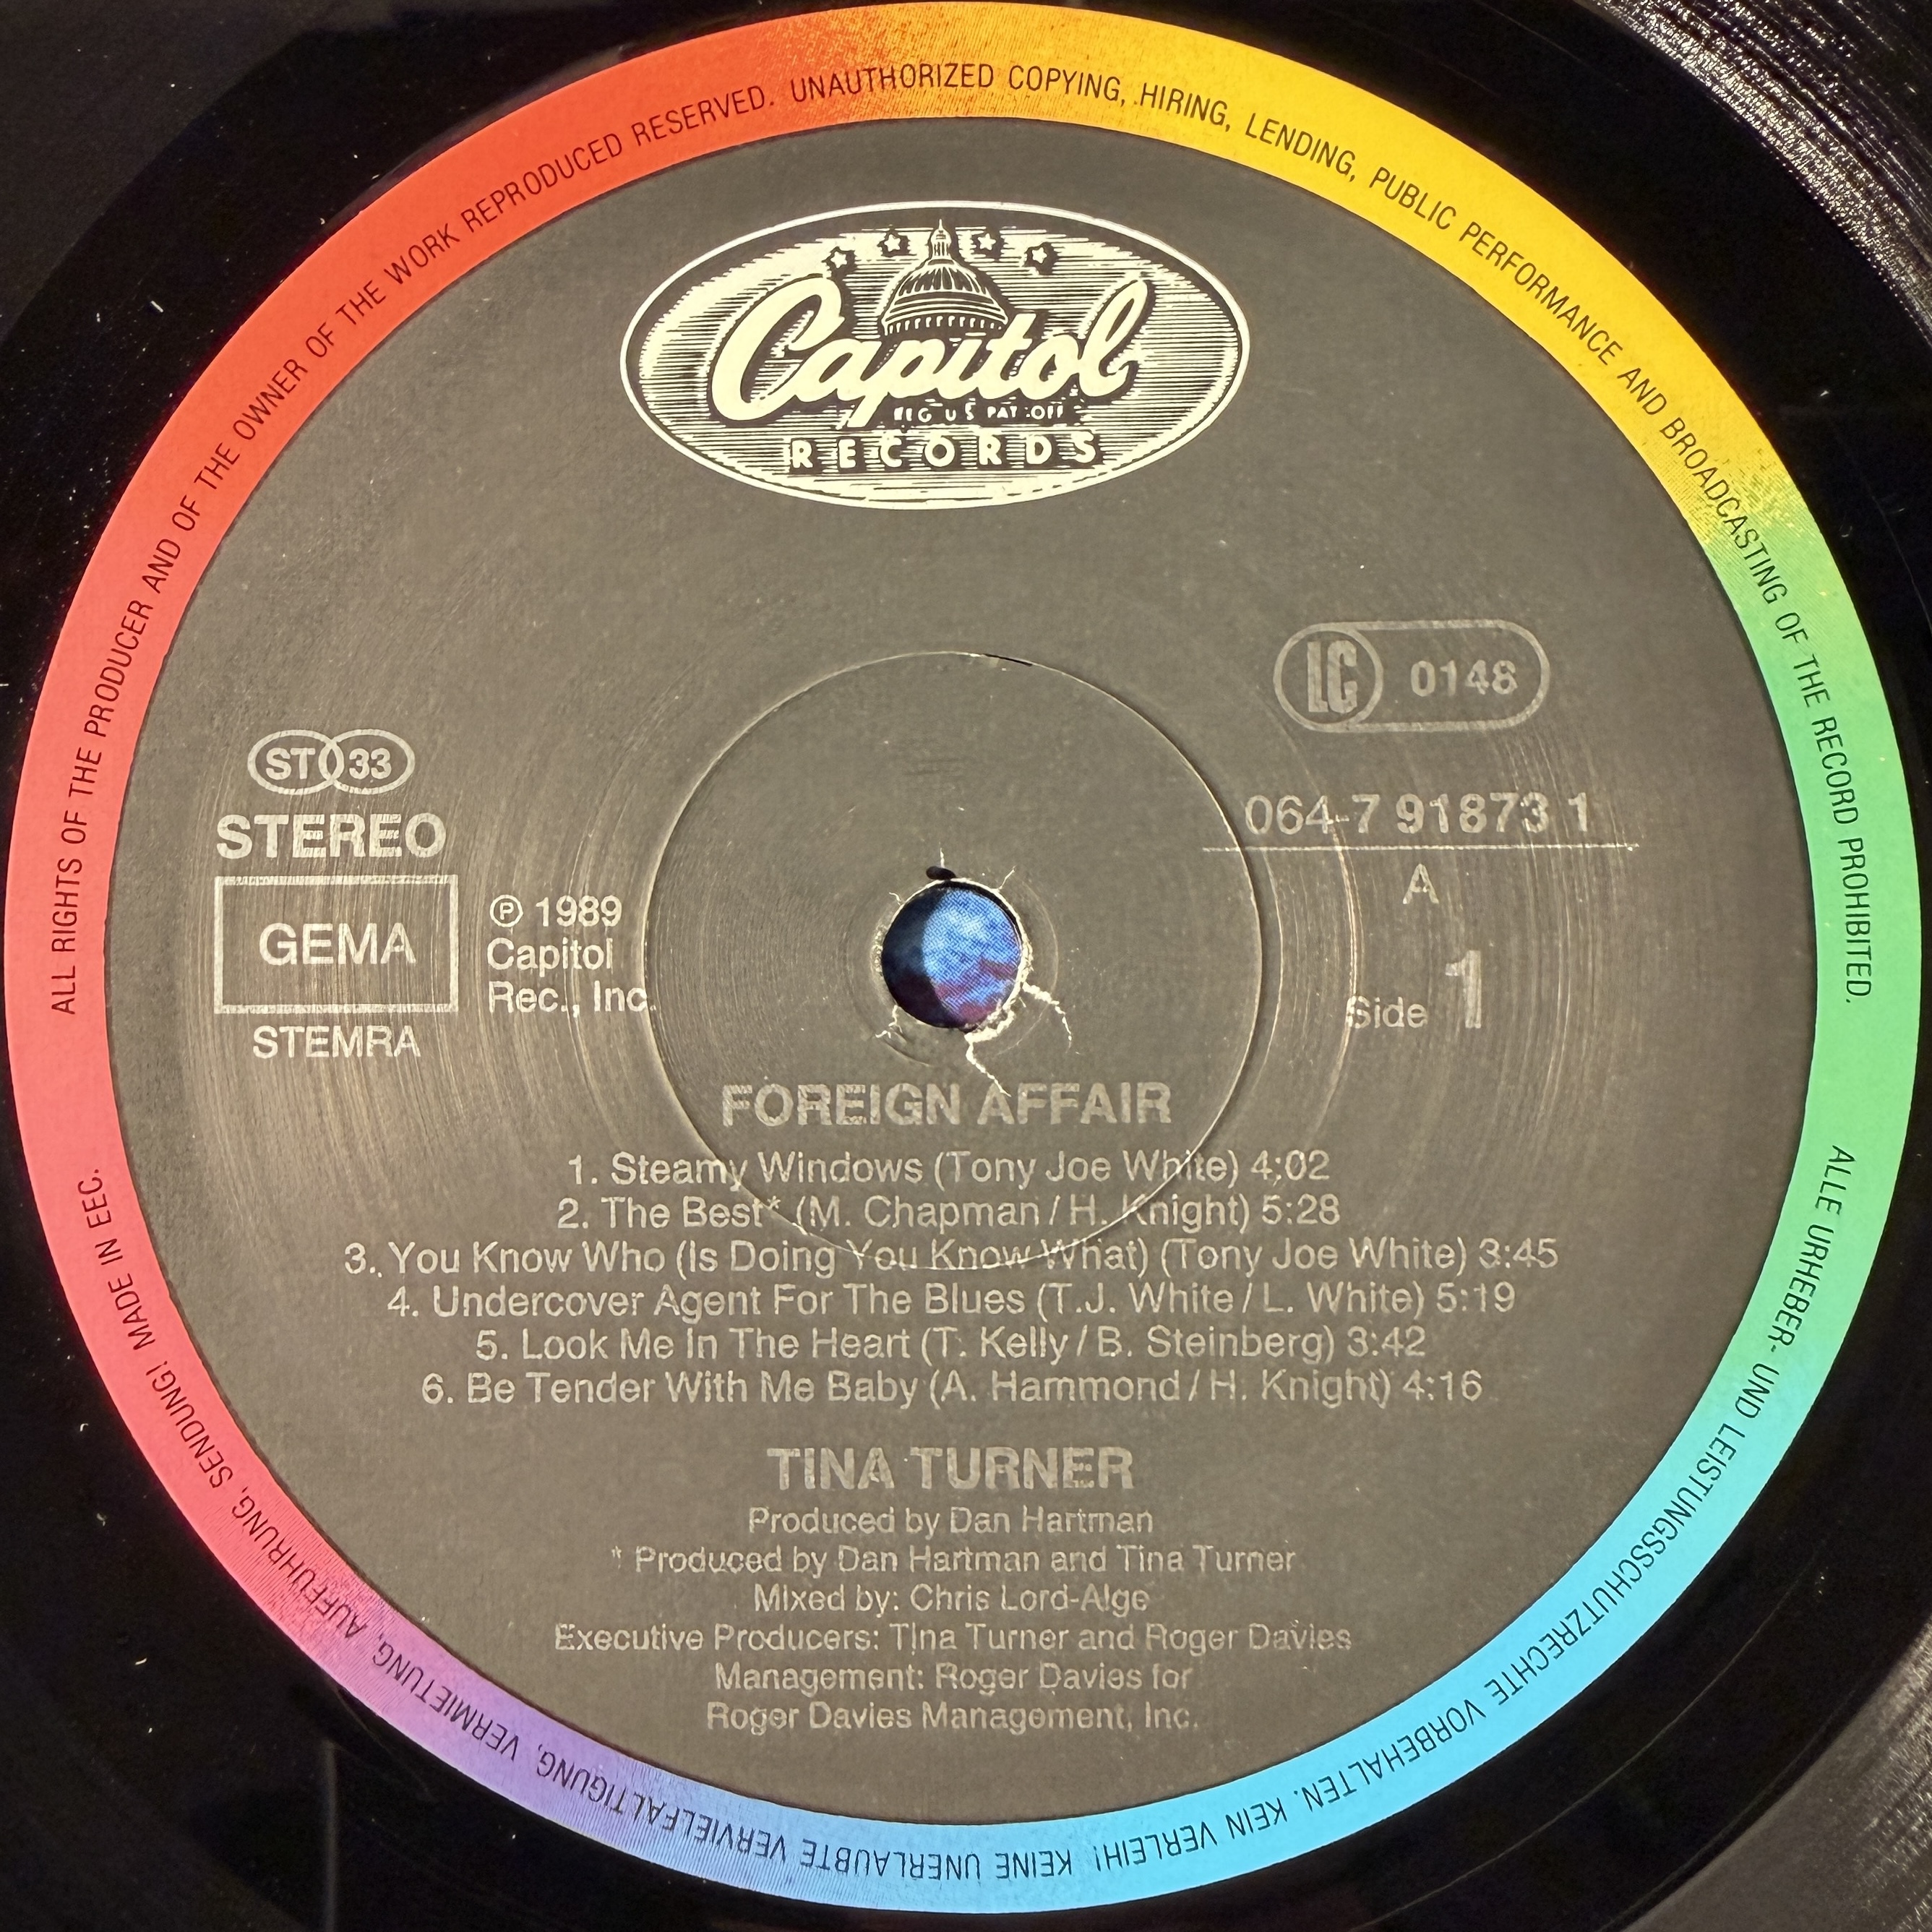 ALL RIGHTS OF THE PRODUCER AND OF THE OWNER OF THE WORK REPRODUCED RESERVED. UNAUTHORIZED COPYING, HIRING, LENDING, PUBLIC PERFORMANCE AND BROADCASTING OF THE RECORD PROHIBITED.
Capitol
REG U S PAT OFF
RECORDS
LC 0148
ST 33
STEREO
GEMA
STEMRA
℗ 1989
Capitol
Rec., Inc.
064-7 91873 1
A
Side 1
FOREIGN AFFAIR
1. Steamy Windows (Tony Joe White) 4:02
2. The Best* (M. Chapman / H. Knight) 5:28
3. You Know Who (Is Doing You Know What) (Tony Joe White) 3:45
4. Undercover Agent For The Blues (T.J. White / L. White) 5:19
5. Look Me In The Heart (T. Kelly / B. Steinberg) 3:42
6. Be Tender With Me Baby (A. Hammond / H. Knight) 4:16
TINA TURNER
Produced by Dan Hartman
* Produced by Dan Hartman and Tina Turner
Mixed by: Chris Lord-Alge
Executive Producers: Tina Turner and Roger Davies
Management: Roger Davies for
Roger Davies Management, Inc.
ALLE URHEBER- UND LEISTUNGSSCHUTZRECHTE VORBEHALTEN. KEIN VERLEIH! KEINE UNERLAUBTE VERVIELFÄLTIGUNG, VERMIETUNG, AUFFÜHRUNG, SENDUNG! MADE IN EEC.